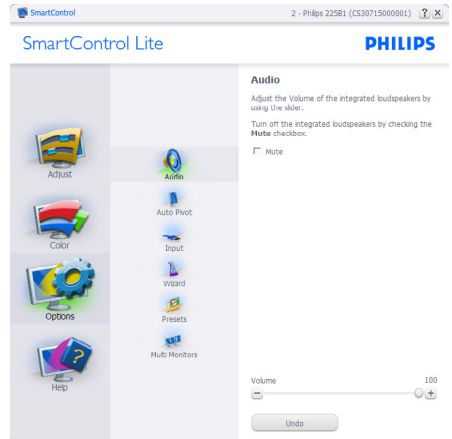 SmartControl
2 - Philips 225B1 (CS30715000001)
? X
SmartControl Lite
PHILIPS
Adjust
Color
Options
Help
Audio
Auto Pivot
Input
Wizard
Presets
Multi Monitors
Audio
Adjust the Volume of the integrated loudspeakers by
using the slider.
Turn off the integrated loudspeakers by checking the
Mute checkbox.
Mute
Volume 100
Undo